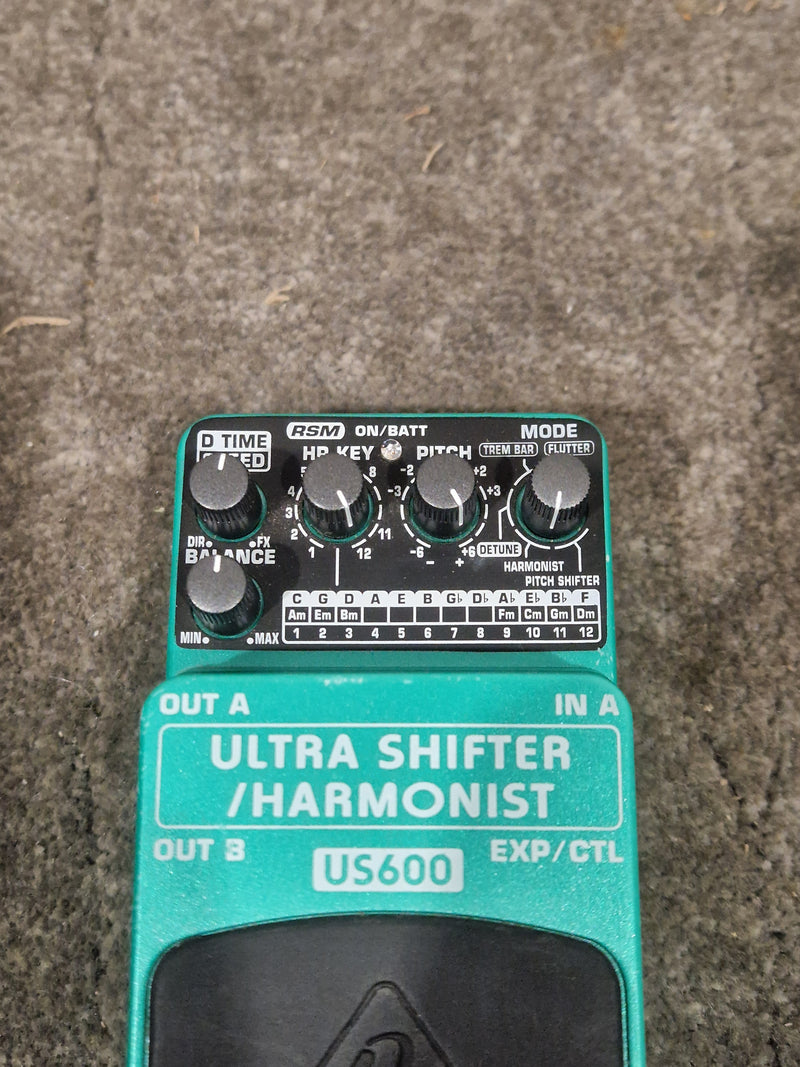 RSM ON/BATT
D TIME
HR KEY PITCH MODE
TREM BAR FLUTTER
8 -2 +2
4 -3 +3
3
2 11
1 12 -6 +6 DETUNE
- +
DIR FX
BALANCE
HARMONIST
PITCH SHIFTER
MIN MAX
C G D A E B G♭ D♭ A♭ E♭ B♭ F
Am Em Bm Fm Cm Gm Dm
1 2 3 4 5 6 7 8 9 10 11 12
OUT A IN A
ULTRA SHIFTER
/HARMONIST
OUT B EXP/CTL
US600